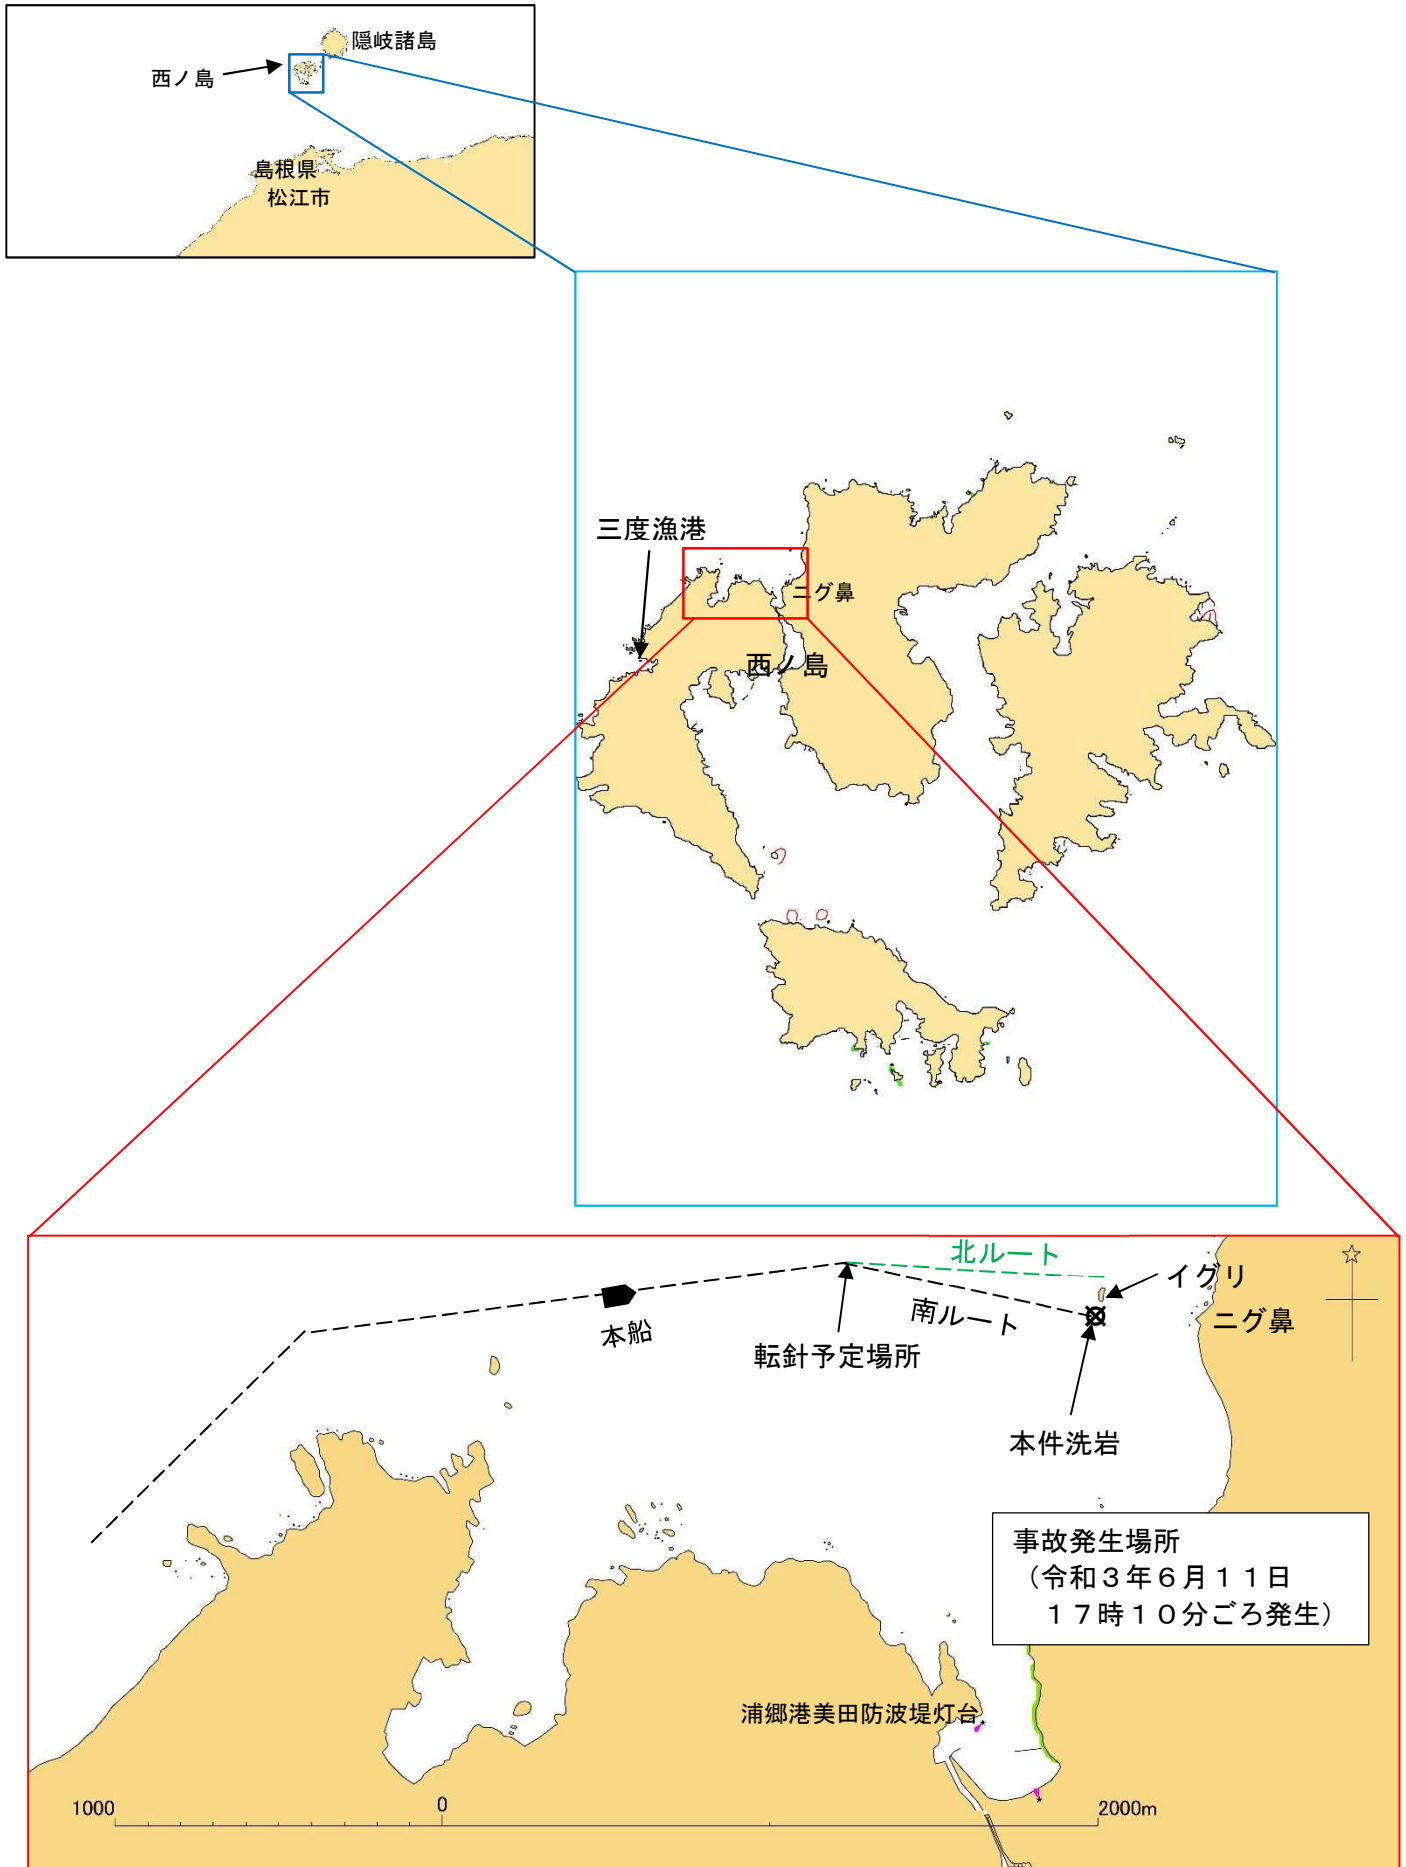 隠岐諸島
西ノ島
島根県
松江市
三度漁港
ニグ鼻
西ノ島
北ルート
イグリ
南ルート
ニグ鼻
本船
転針予定場所
本件洗岩
事故発生場所
（令和３年６月１１日
１７時１０分ごろ発生）
浦郷港美田防波堤灯台
1000
0
2000m